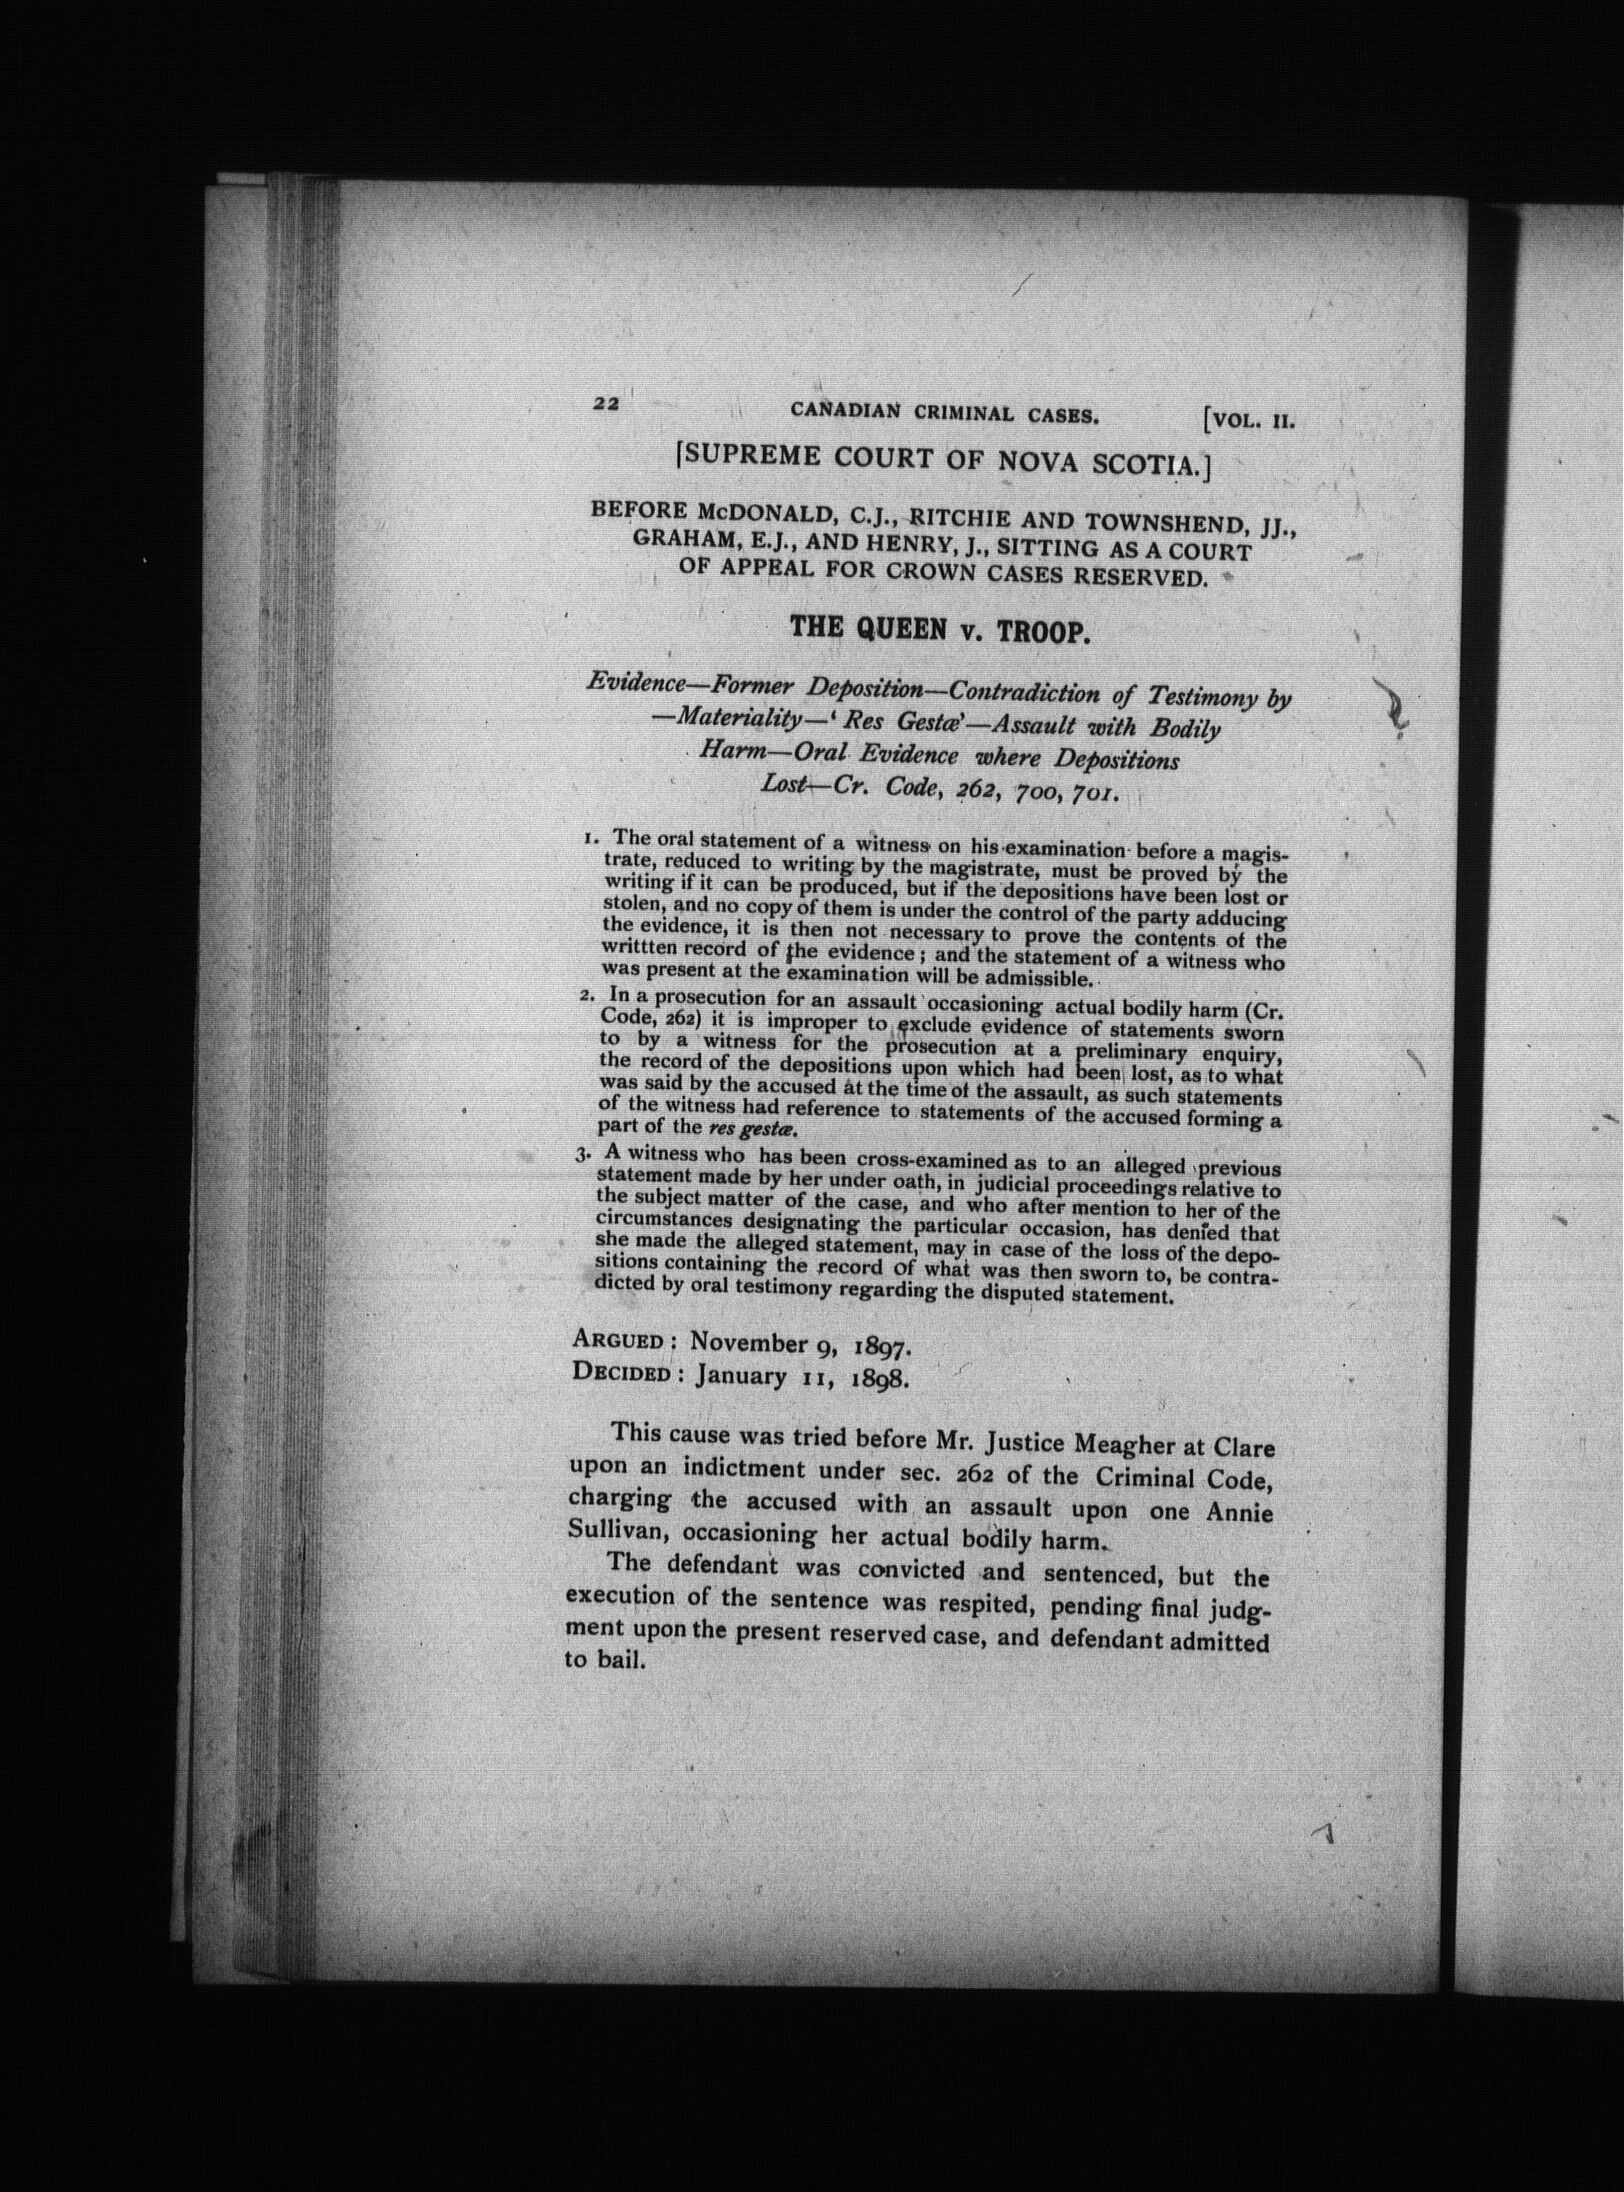 22 CANADIAN CRIMINAL CASES. [VOL. II.
[SUPREME COURT OF NOVA SCOTIA.]
BEFORE McDONALD, C.J., RITCHIE AND TOWNSHEND, JJ.,
GRAHAM, E.J., AND HENRY, J., SITTING AS A COURT
OF APPEAL FOR CROWN CASES RESERVED.
THE QUEEN v. TROOP.
Evidence—Former Deposition—Contradiction of Testimony by
—Materiality—‘ Res Gestæ’—Assault with Bodily
Harm—Oral Evidence where Depositions
Lost—Cr. Code, 262, 700, 701.
1. The oral statement of a witness on his examination before a magis-
trate, reduced to writing by the magistrate, must be proved by the
writing if it can be produced, but if the depositions have been lost or
stolen, and no copy of them is under the control of the party adducing
the evidence, it is then not necessary to prove the contents of the
writtten record of the evidence ; and the statement of a witness who
was present at the examination will be admissible.
2. In a prosecution for an assault occasioning actual bodily harm (Cr.
Code, 262) it is improper to exclude evidence of statements sworn
to by a witness for the prosecution at a preliminary enquiry,
the record of the depositions upon which had been lost, as to what
was said by the accused at the time of the assault, as such statements
of the witness had reference to statements of the accused forming a
part of the res gestæ.
3. A witness who has been cross-examined as to an alleged previous
statement made by her under oath, in judicial proceedings relative to
the subject matter of the case, and who after mention to her of the
circumstances designating the particular occasion, has denied that
she made the alleged statement, may in case of the loss of the depo-
sitions containing the record of what was then sworn to, be contra-
dicted by oral testimony regarding the disputed statement.
ARGUED : November 9, 1897.
DECIDED : January 11, 1898.
This cause was tried before Mr. Justice Meagher at Clare
upon an indictment under sec. 262 of the Criminal Code,
charging the accused with an assault upon one Annie
Sullivan, occasioning her actual bodily harm.
The defendant was convicted and sentenced, but the
execution of the sentence was respited, pending final judg-
ment upon the present reserved case, and defendant admitted
to bail.